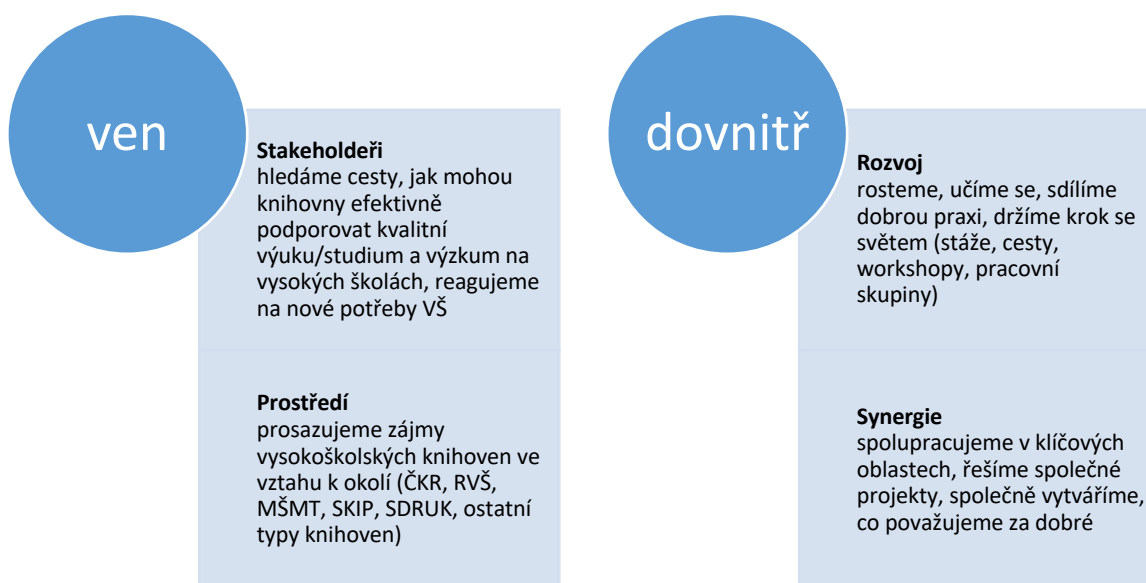 ven
Stakeholdeři
hledáme cesty, jak mohou
knihovny efektivně
podporovat kvalitní
výuku/studium a výzkum na
vysokých školách, reagujeme
na nové potřeby VŠ
Prostředí
prosazujeme zájmy
vysokoškolských knihoven ve
vztahu k okolí (ČKR, RVŠ,
MŠMT, SKIP, SDRUK, ostatní
typy knihoven)
dovnitř
Rozvoj
rosteme, učíme se, sdílíme
dobrou praxi, držíme krok se
světem (stáže, cesty,
workshopy, pracovní
skupiny)
Synergie
spolupracujeme v klíčových
oblastech, řešíme společné
projekty, společně vytváříme,
co považujeme za dobré